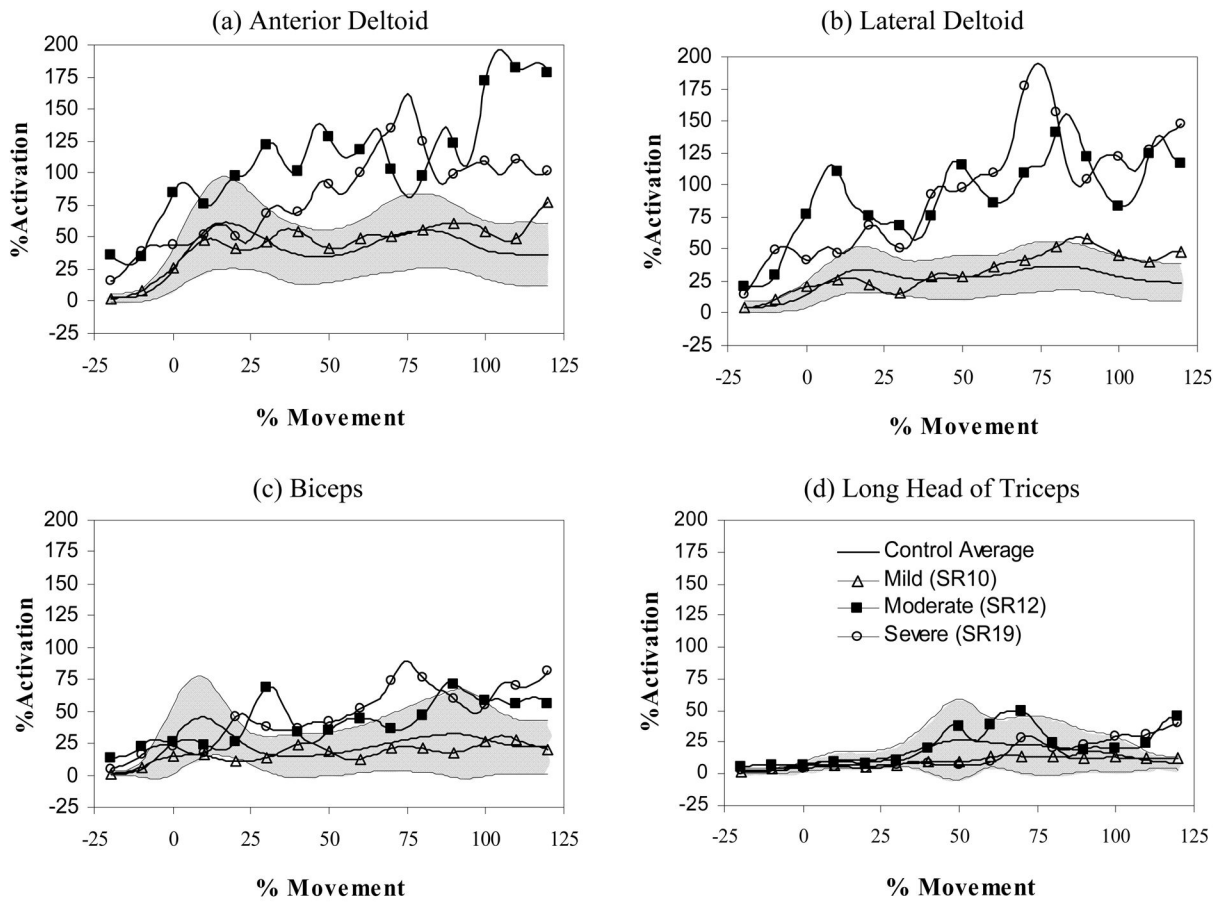 (a) Anterior Deltoid
200
175
150
125
100
75
50
25
0
-25
%Activation
-25 0 25 50 75 100 125
% Movement
(b) Lateral Deltoid
200
175
150
125
100
75
50
25
0
-25
%Activation
-25 0 25 50 75 100 125
% Movement
(c) Biceps
200
175
150
125
100
75
50
25
0
-25
%Activation
-25 0 25 50 75 100 125
% Movement
(d) Long Head of Triceps
200
175
150
125
100
75
50
25
0
-25
%Activation
Control Average
Mild (SR10)
Moderate (SR12)
Severe (SR19)
-25 0 25 50 75 100 125
% Movement